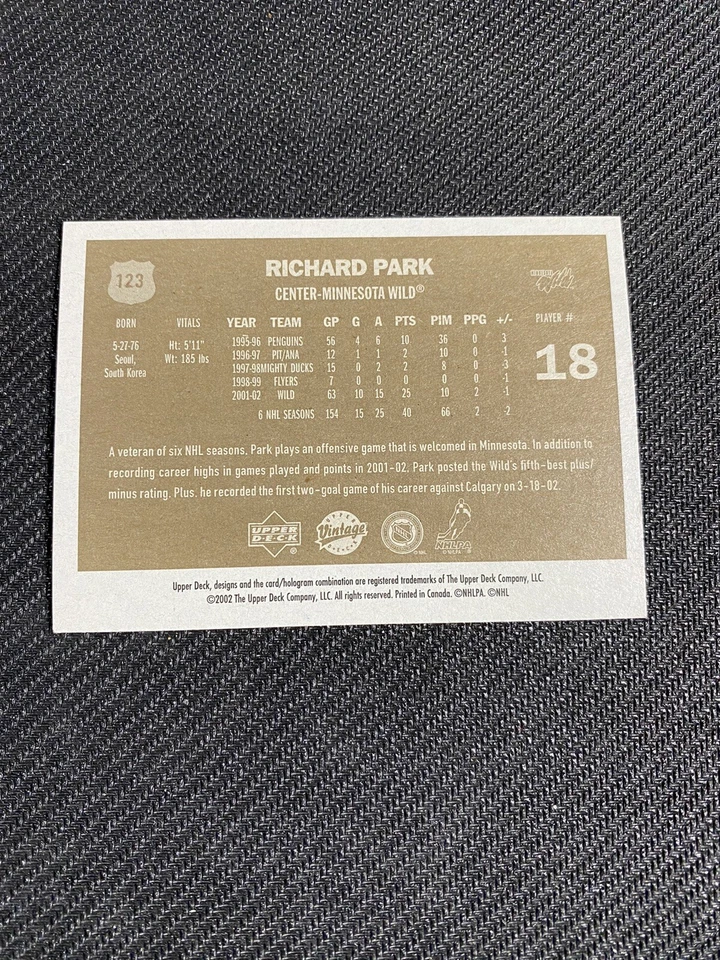 123
RICHARD PARK
CENTER-MINNESOTA WILD®
BORN VITALS YEAR TEAM GP G A PTS PIM PPG +/- PLAYER #
5-27-76 Seoul, South Korea
Ht: 5'11" Wt: 185 lbs
1995-96 PENGUINS 56 4 6 10 36 0 3
1996-97 PIT/ANA 12 1 1 2 10 0 -1
1997-98 MIGHTY DUCKS 15 0 2 2 8 0 -3
1998-99 FLYERS 7 0 0 0 0 0 -1
2001-02 WILD 63 10 15 25 10 2 -1
6 NHL SEASONS 154 15 25 40 66 2 -2
18
A veteran of six NHL seasons, Park plays an offensive game that is welcomed in Minnesota. In addition to
recording career highs in games played and points in 2001-02, Park posted the Wild's fifth-best plus/
minus rating. Plus, he recorded the first two-goal game of his career against Calgary on 3-18-02.
UPPER DECK
UPPER Vintage DECK
NHLPA
Upper Deck, designs and the card/hologram combination are registered trademarks of The Upper Deck Company, LLC.
©2002 The Upper Deck Company, LLC. All rights reserved. Printed in Canada. ©NHLPA. ©NHL